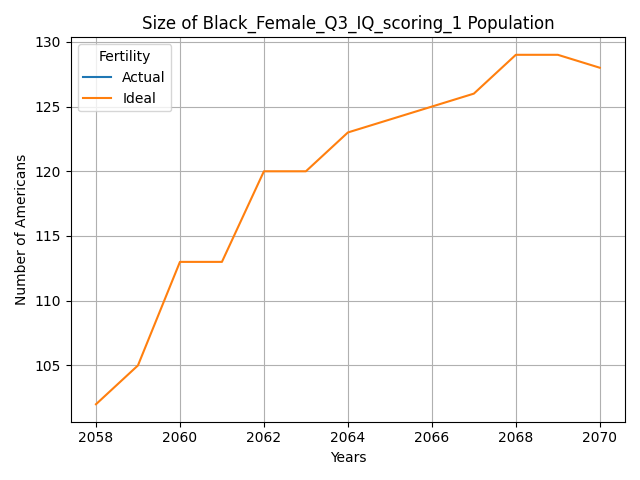 Size of Black_Female_Q3_IQ_scoring_1 Population
Fertility
Actual
Ideal
130
125
120
115
110
105
Number of Americans
2058
2060
2062
2064
2066
2068
2070
Years